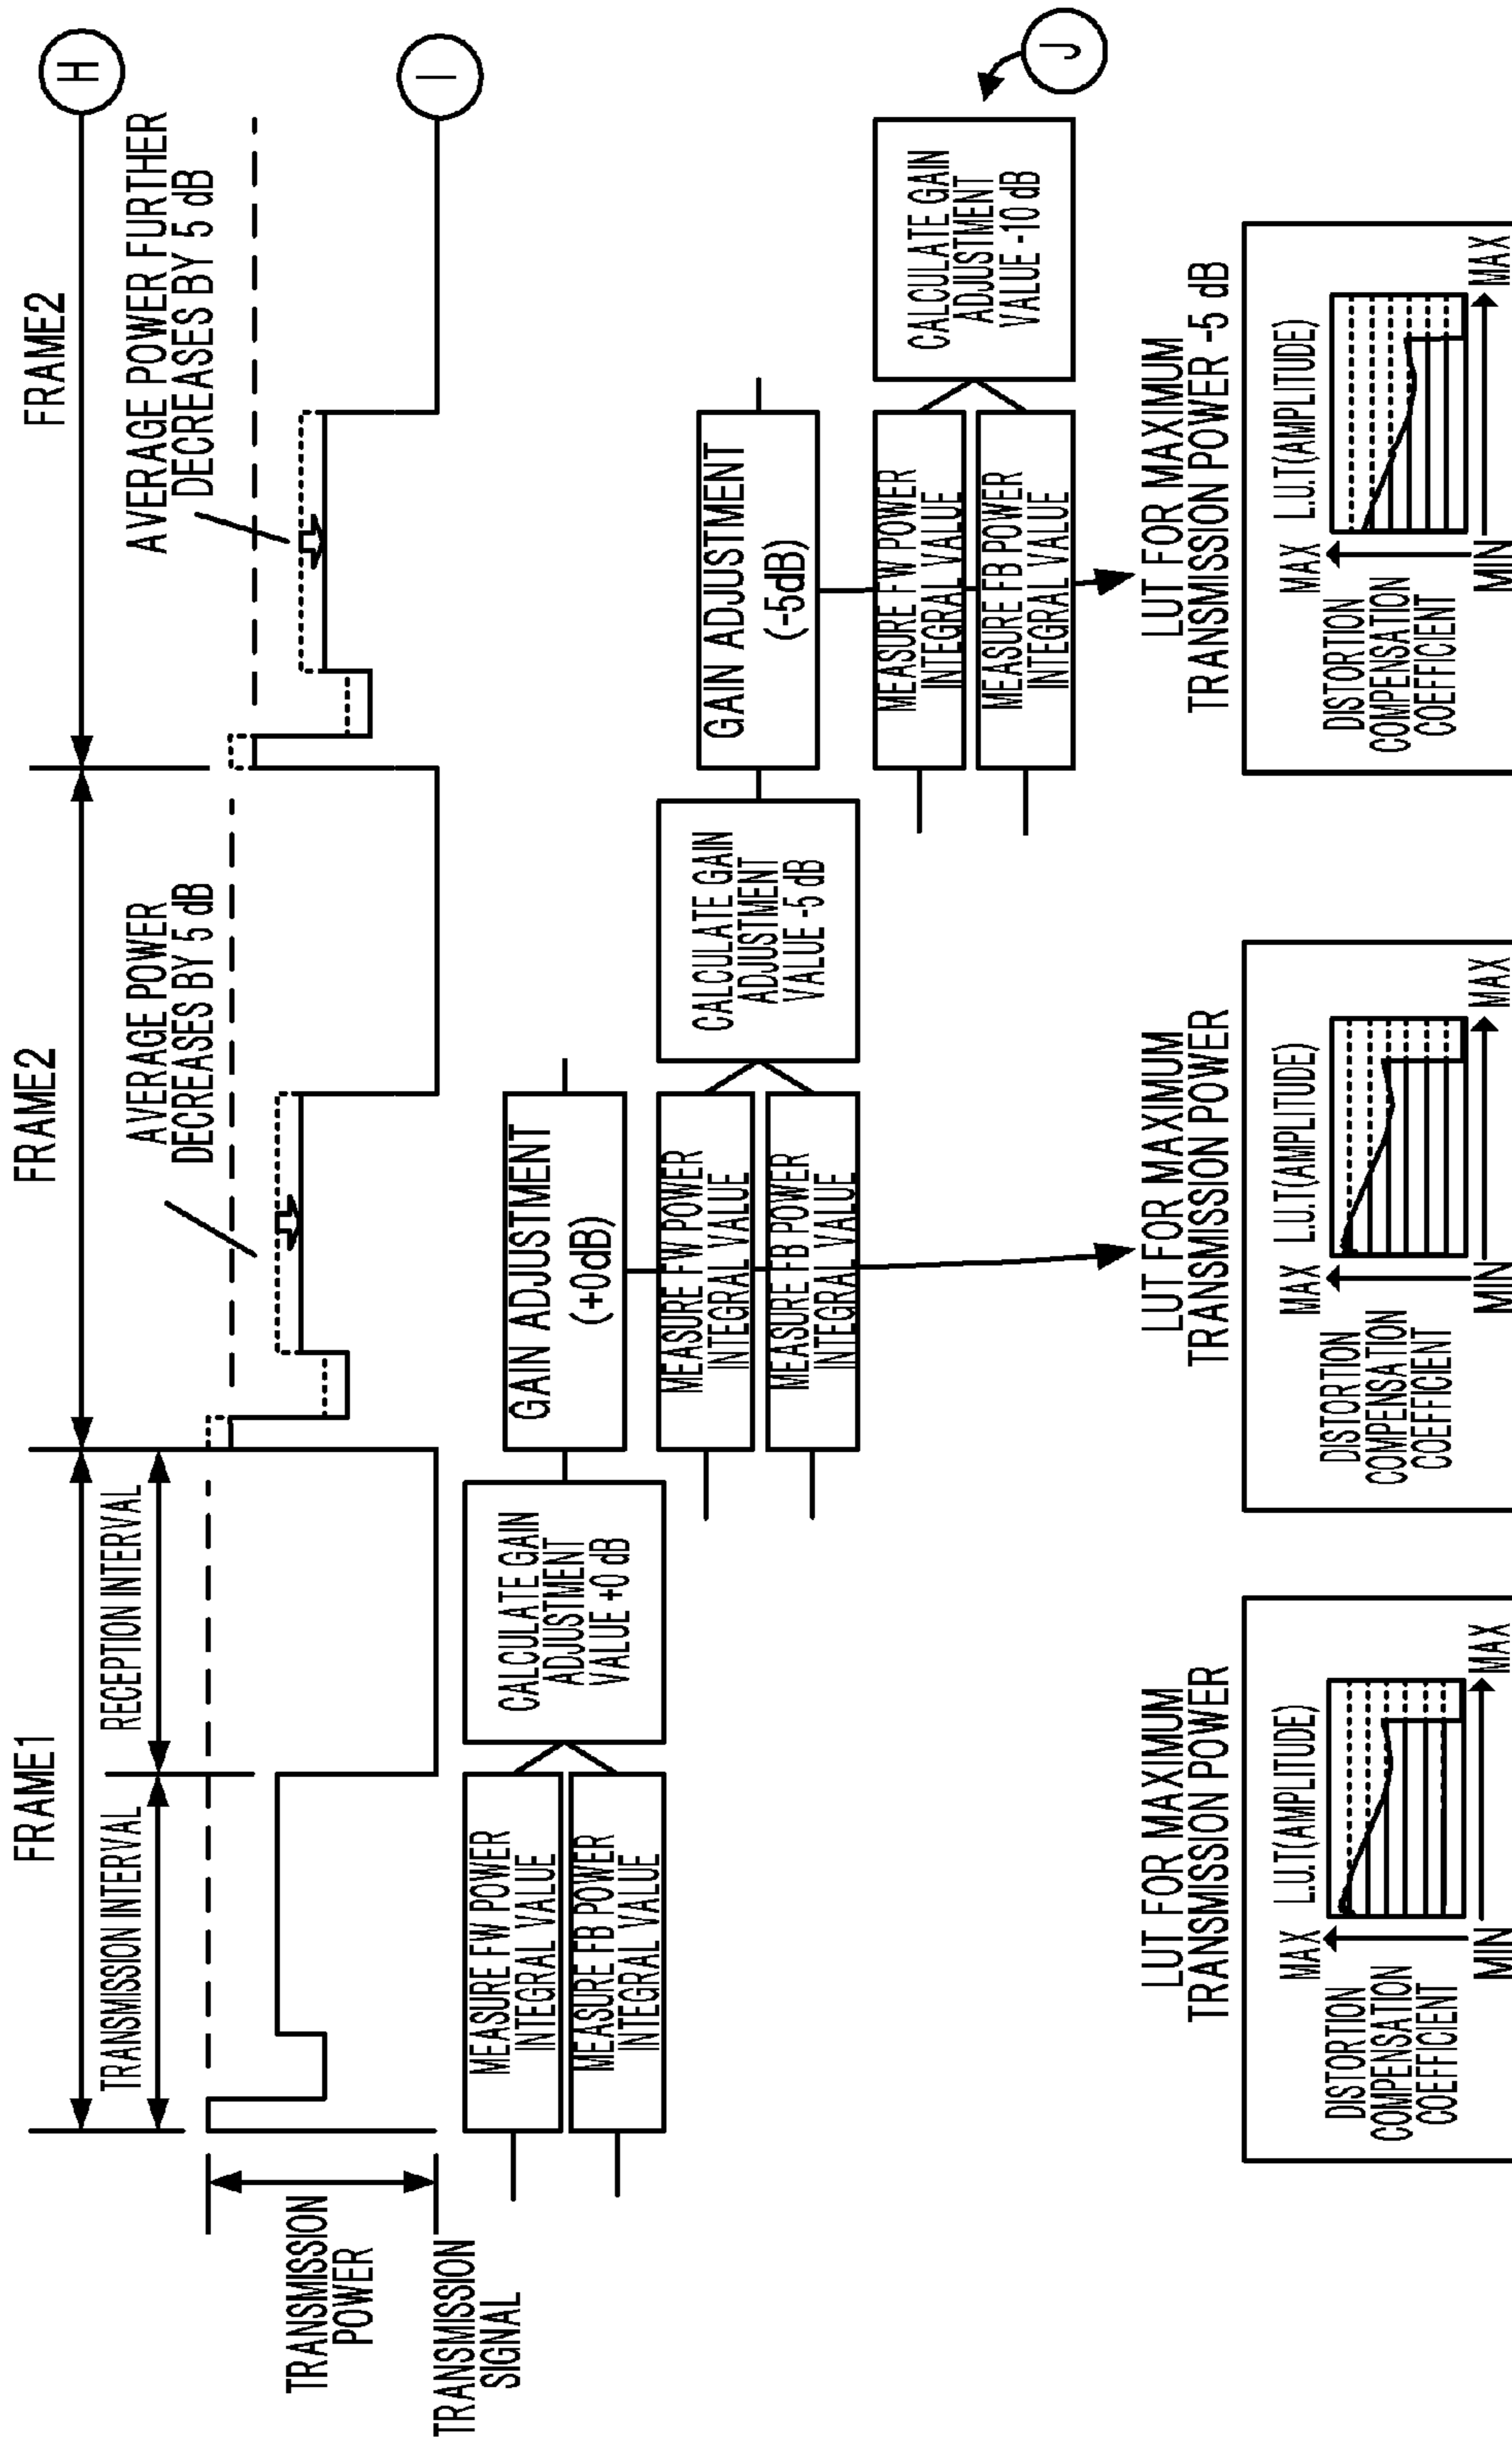 FRAME1
FRAME2
FRAME2
H
TRANSMISSION INTERVAL
RECEPTION INTERVAL
AVERAGE POWER
DECREASES BY 5 dB
AVERAGE POWER FURTHER
DECREASES BY 5 dB
TRANSMISSION
POWER
TRANSMISSION
SIGNAL
I
MEASURE FW POWER
INTEGRAL VALUE
MEASURE FB POWER
INTEGRAL VALUE
CALCULATE GAIN
ADJUSTMENT
VALUE +0 dB
GAIN ADJUSTMENT
(+0dB)
MEASURE FW POWER
INTEGRAL VALUE
MEASURE FB POWER
INTEGRAL VALUE
CALCULATE GAIN
ADJUSTMENT
VALUE -5 dB
GAIN ADJUSTMENT
(-5dB)
MEASURE FW POWER
INTEGRAL VALUE
MEASURE FB POWER
INTEGRAL VALUE
CALCULATE GAIN
ADJUSTMENT
VALUE -10 dB
J
LUT FOR MAXIMUM
TRANSMISSION POWER
MAX
L.U.T(AMPLITUDE)
DISTORTION
COMPENSATION
COEFFICIENT
MIN
MAX
LUT FOR MAXIMUM
TRANSMISSION POWER
MAX
L.U.T(AMPLITUDE)
DISTORTION
COMPENSATION
COEFFICIENT
MIN
MAX
LUT FOR MAXIMUM
TRANSMISSION POWER -5 dB
MAX
L.U.T(AMPLITUDE)
DISTORTION
COMPENSATION
COEFFICIENT
MIN
MAX